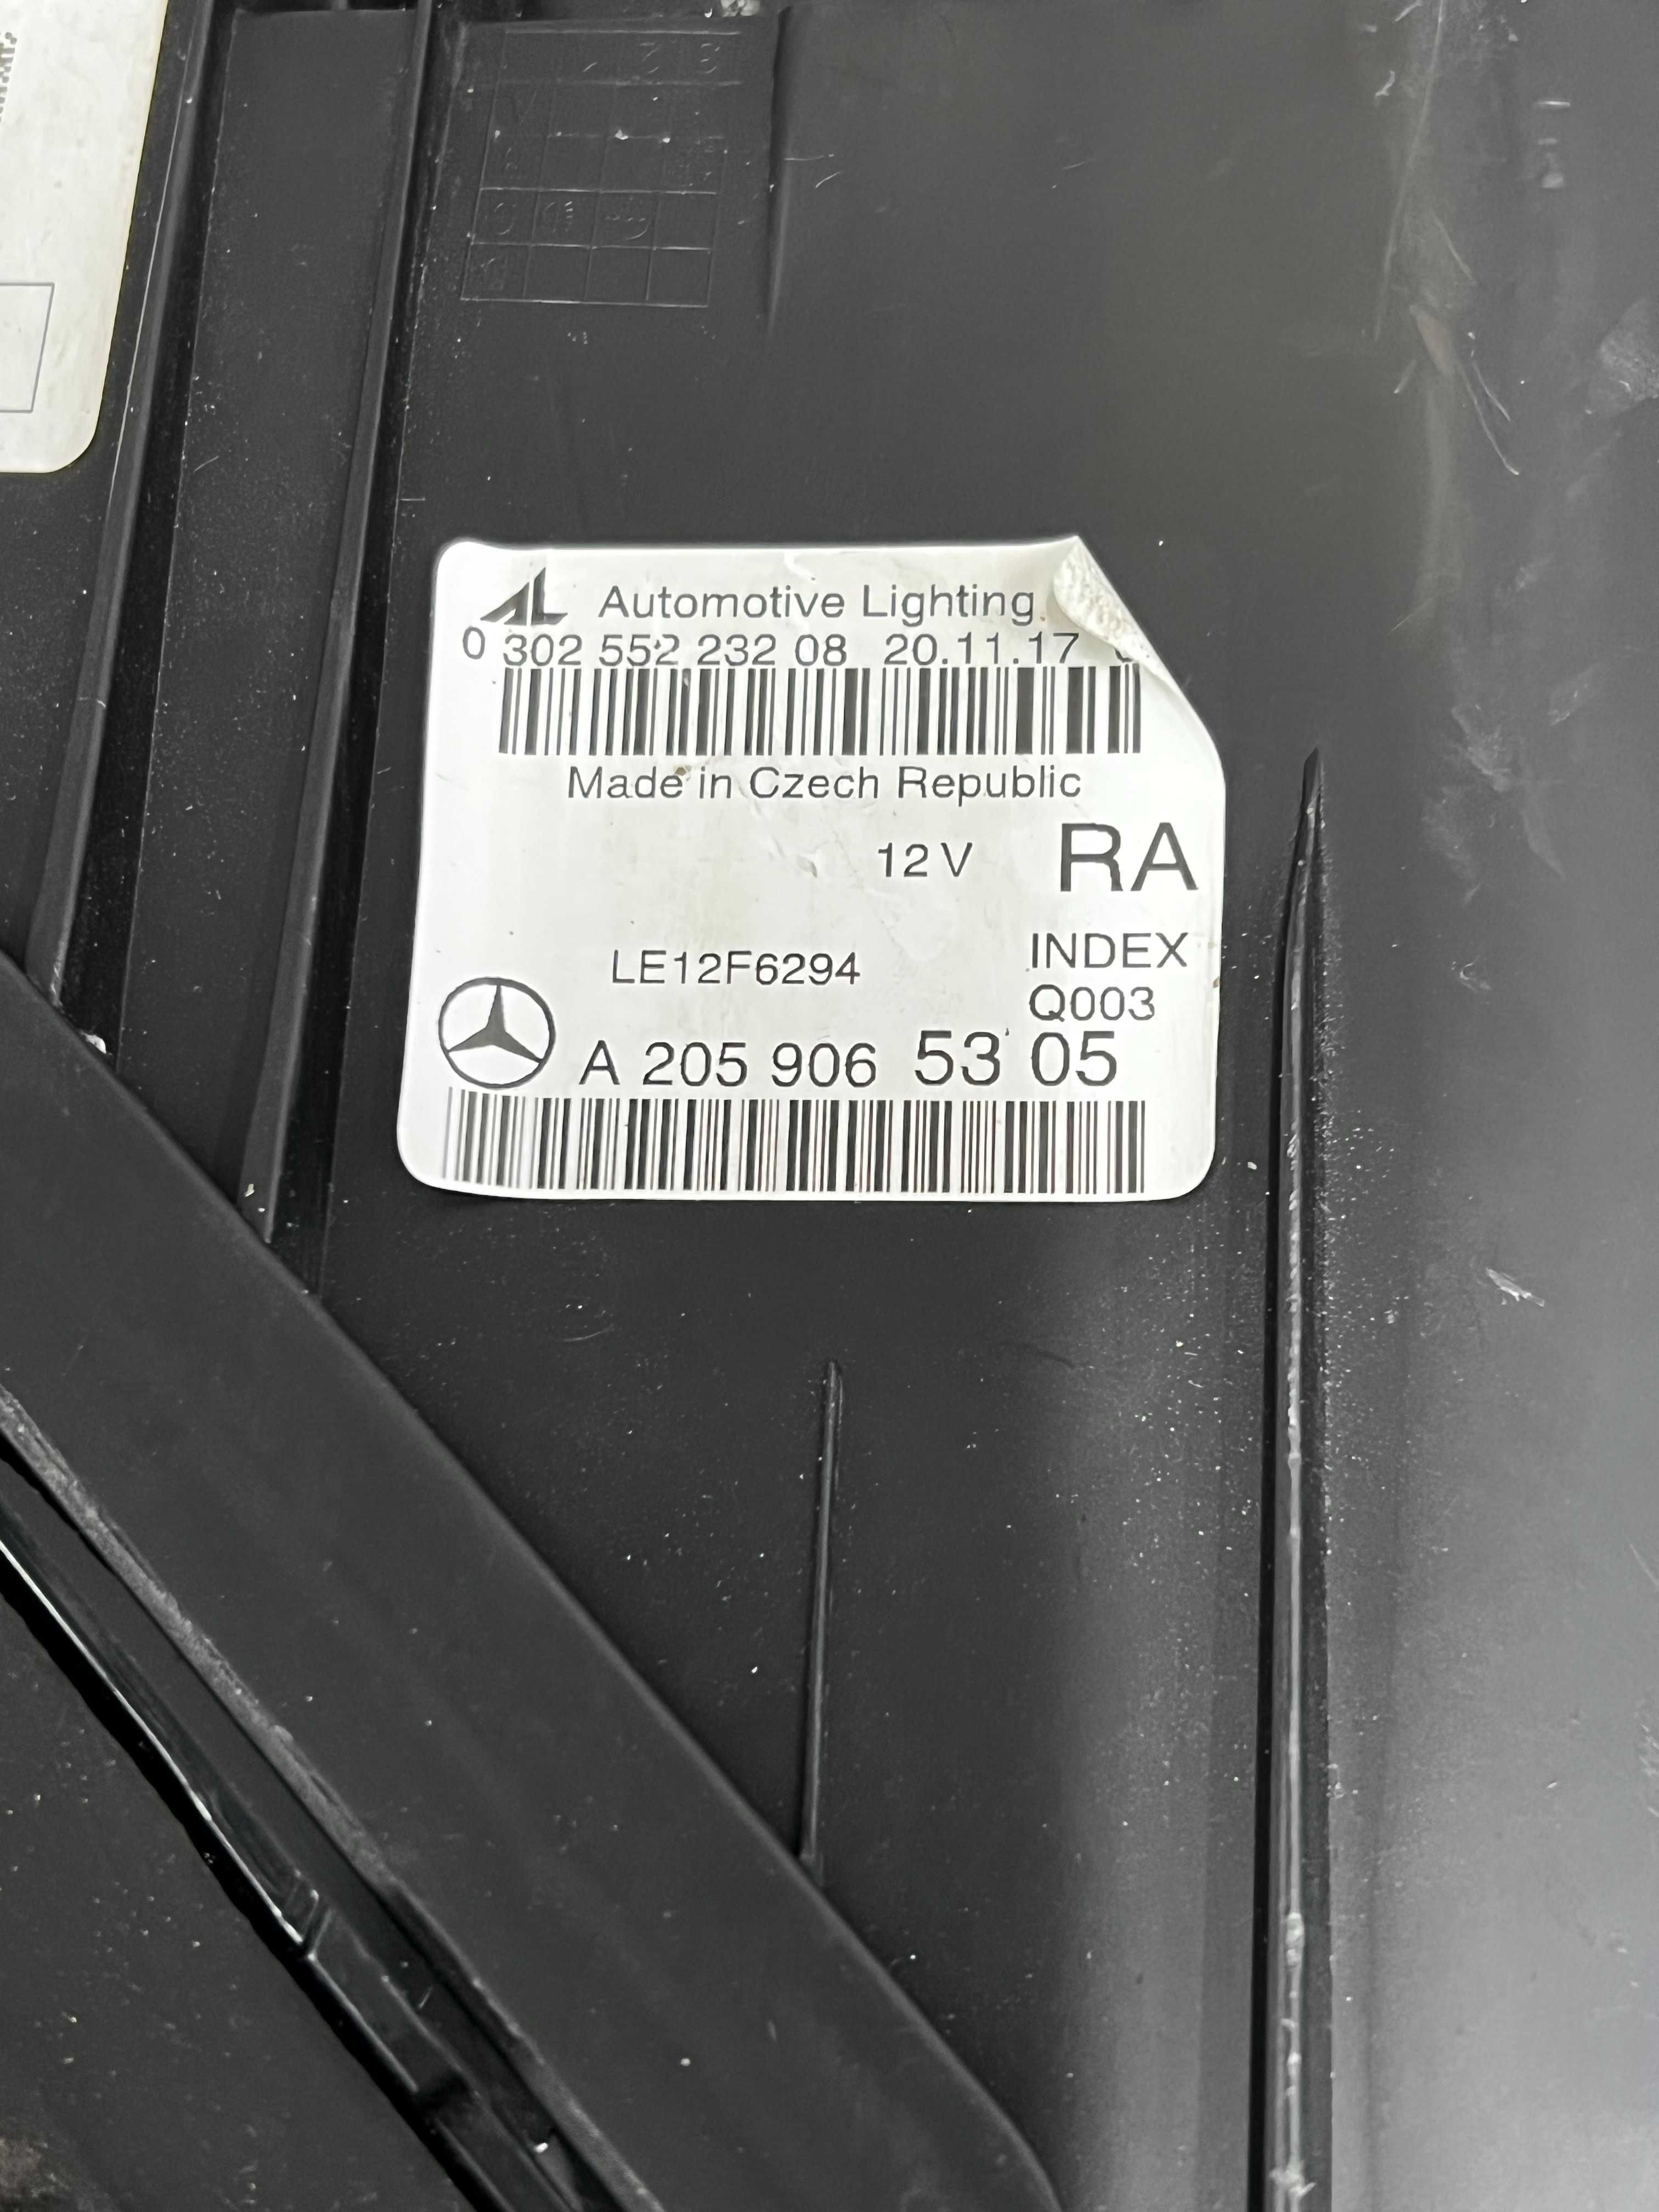 Automotive Lighting
0 302 552 232 08 20.11.17
Made in Czech Republic
12 V RA
LE12F6294
INDEX
Q003
A 205 906 53 05